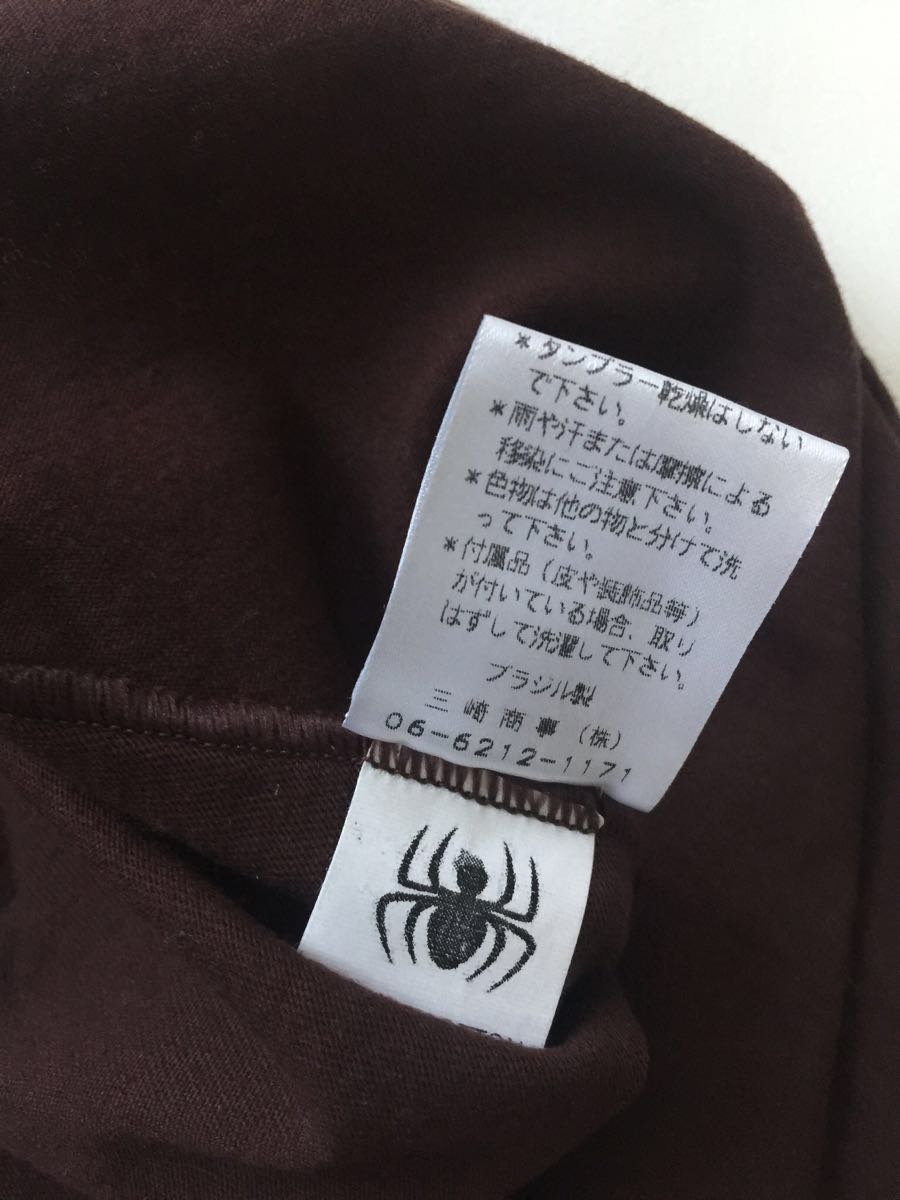 *タンブラー乾燥はしない
で下さい。
*雨や汗または摩擦による
移染にご注意下さい。
*色物は他の物と分けて洗
って下さい。
*付属品(皮や装飾品等)
が付いている場合、取り
はずして洗濯して下さい。
ブラジル製
三崎商事(株)
06-6212-1171